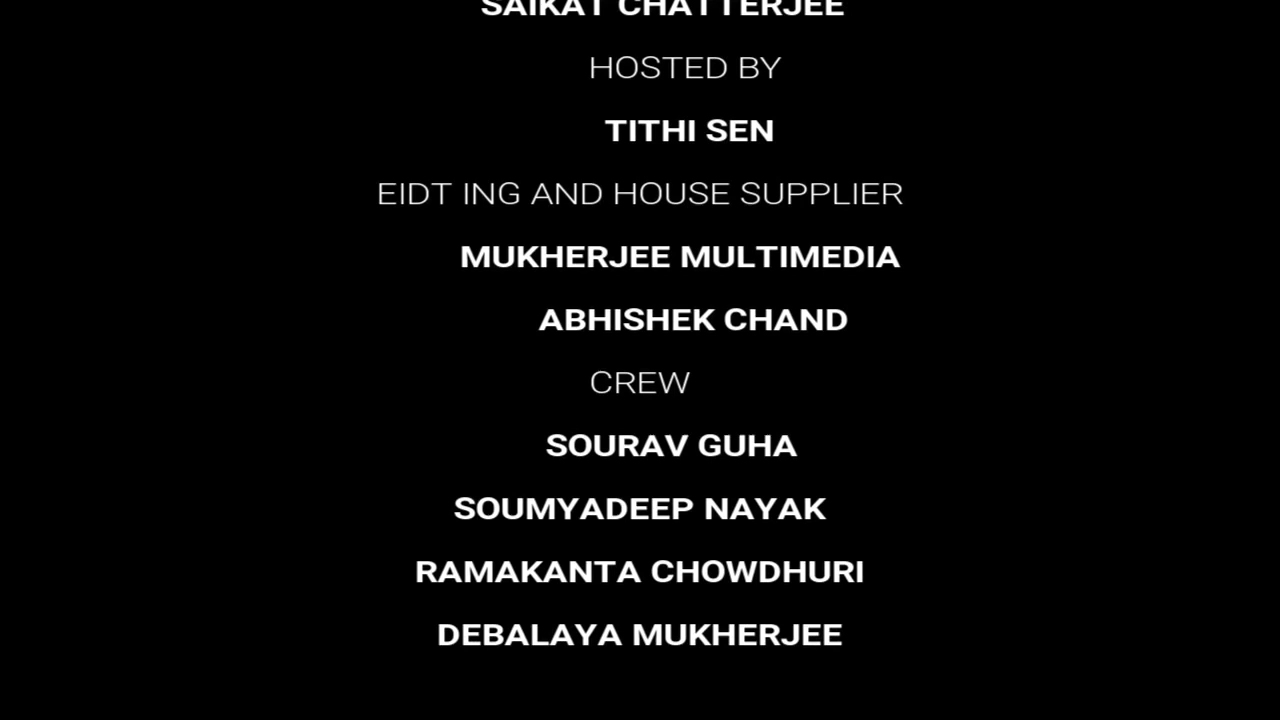 SAIKAT CHATTERJEE
HOSTED BY
TITHI SEN
EIDT ING AND HOUSE SUPPLIER
MUKHERJEE MULTIMEDIA
ABHISHEK CHAND
CREW
SOURAV GUHA
SOUMYADEEP NAYAK
RAMAKANTA CHOWDHURI
DEBALAYA MUKHERJEE